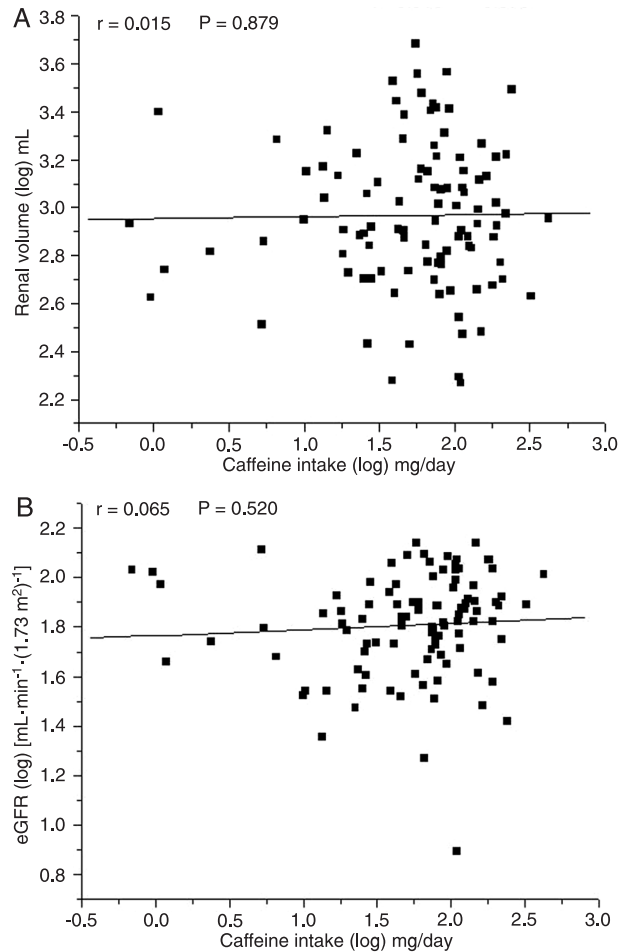 A
r = 0.015 P = 0.879
3.8
3.6
3.4
3.2
3.0
2.8
2.6
2.4
2.2
Renal volume (log) mL
-0.5 0.0 0.5 1.0 1.5 2.0 2.5 3.0
Caffeine intake (log) mg/day
B
r = 0.065 P = 0.520
2.2
2.0
1.8
1.6
1.4
1.2
1.0
0.8
eGFR (log) [mL·min⁻¹·(1.73 m²)⁻¹]
-0.5 0.0 0.5 1.0 1.5 2.0 2.5 3.0
Caffeine intake (log) mg/day